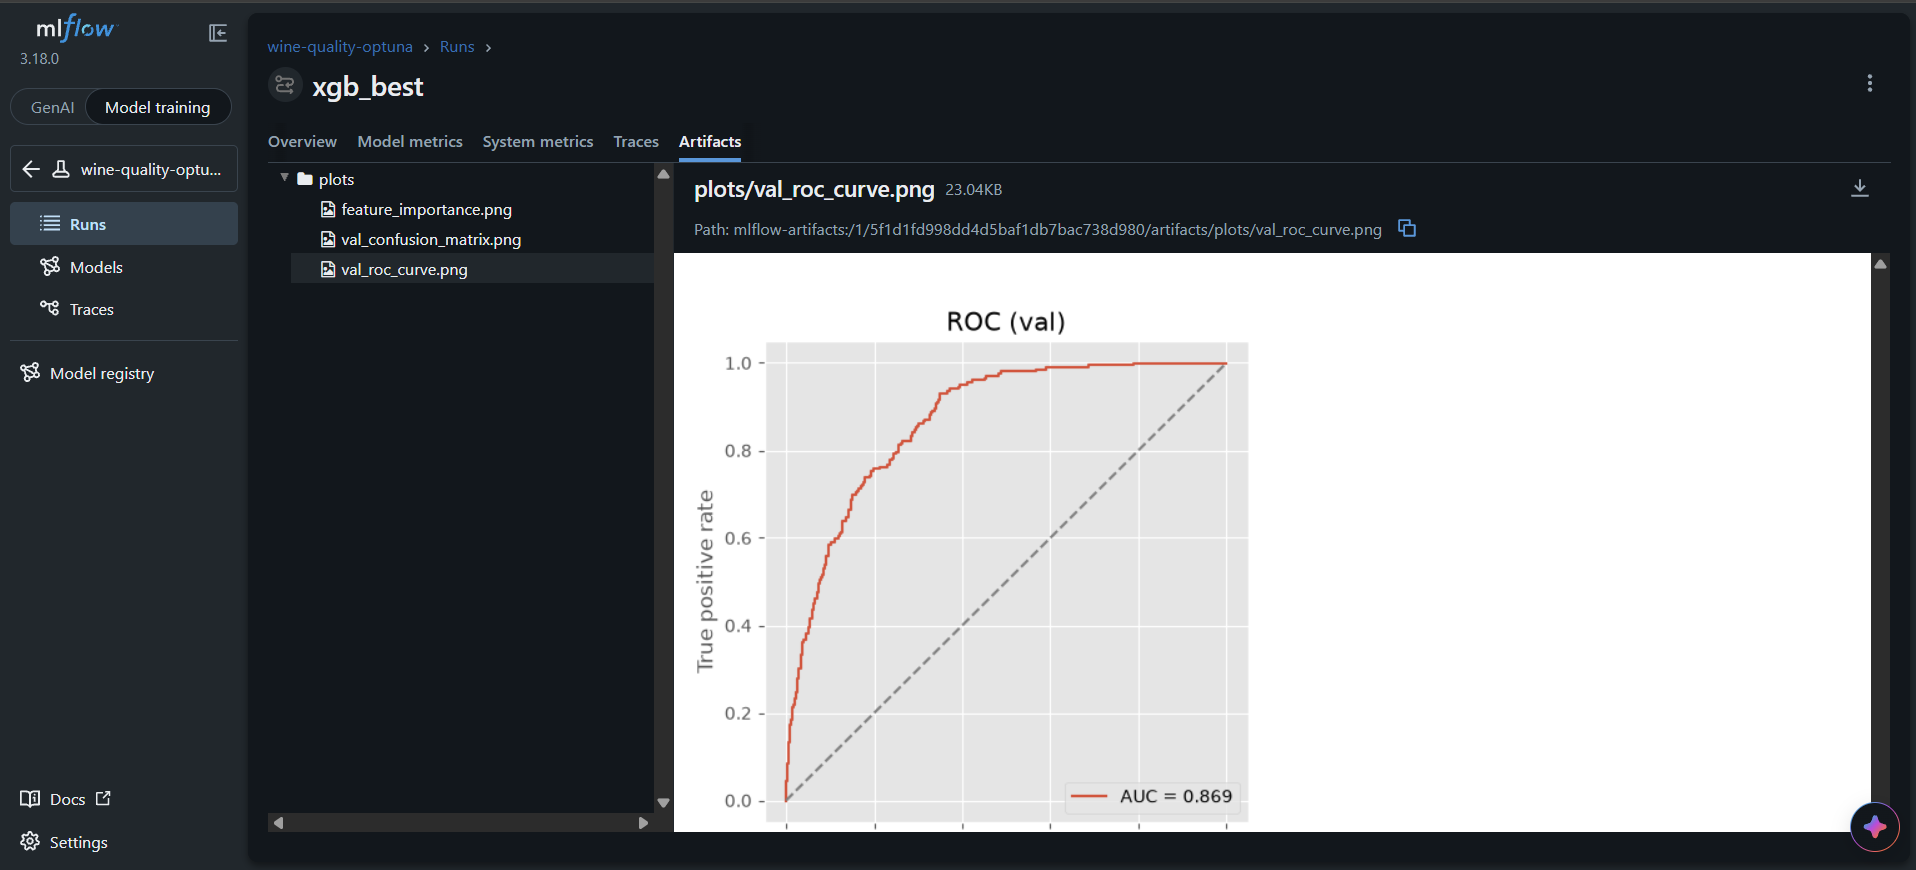 mlflow
3.18.0
GenAI
Model training
wine-quality-optu...
Runs
Models
Traces
Model registry
Docs
Settings
wine-quality-optuna › Runs ›
xgb_best
Overview
Model metrics
System metrics
Traces
Artifacts
plots
feature_importance.png
val_confusion_matrix.png
val_roc_curve.png
plots/val_roc_curve.png 23.04KB
Path: mlflow-artifacts:/1/5f1d1fd998dd4d5baf1db7bac738d980/artifacts/plots/val_roc_curve.png
ROC (val)
1.0
0.8
0.6
0.4
0.2
0.0
True positive rate
AUC = 0.869